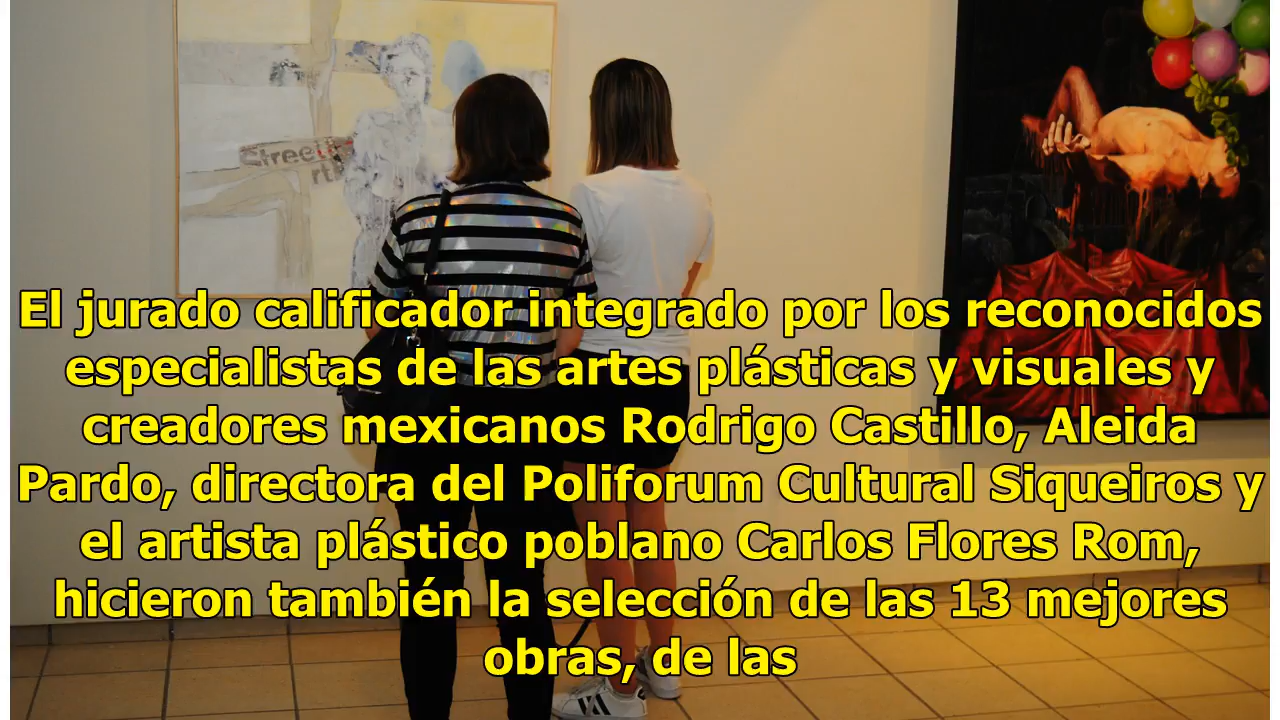 Street
El jurado calificador integrado por los reconocidos
especialistas de las artes plásticas y visuales y
creadores mexicanos Rodrigo Castillo, Aleida
Pardo, directora del Poliforum Cultural Siqueiros y
el artista plástico poblano Carlos Flores Rom,
hicieron también la selección de las 13 mejores
obras, de las